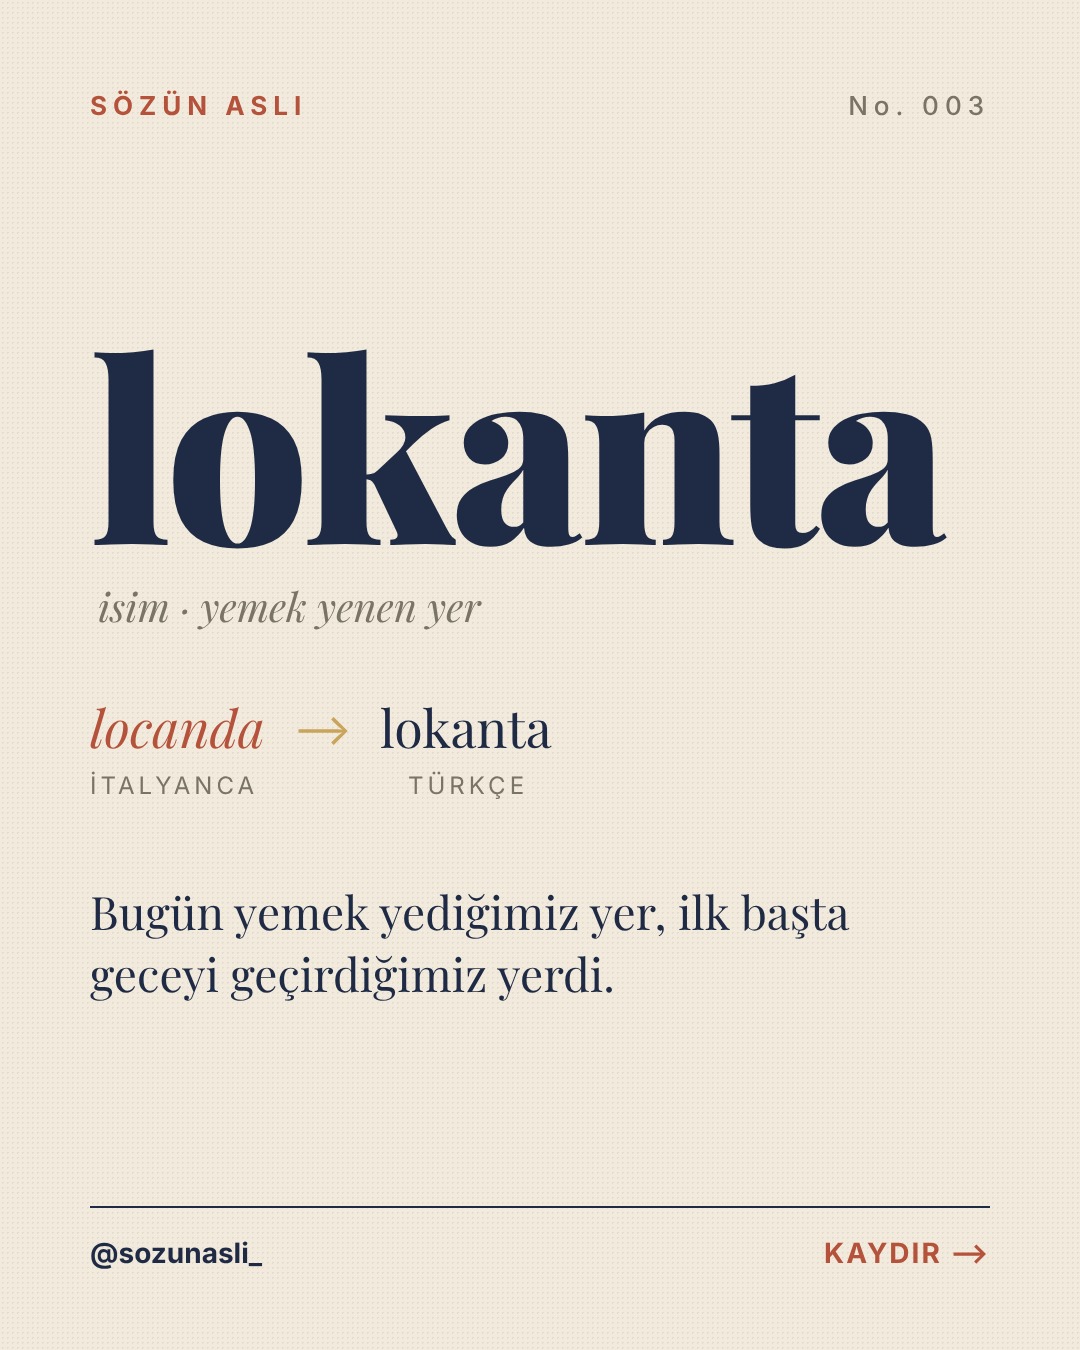 SÖZÜN ASLI
No. 003
lokanta
isim · yemek yenen yer
locanda → lokanta
İTALYANCA TÜRKÇE
Bugün yemek yediğimiz yer, ilk başta
geceyi geçirdiğimiz yerdi.
@sozunasli_
KAYDIR →